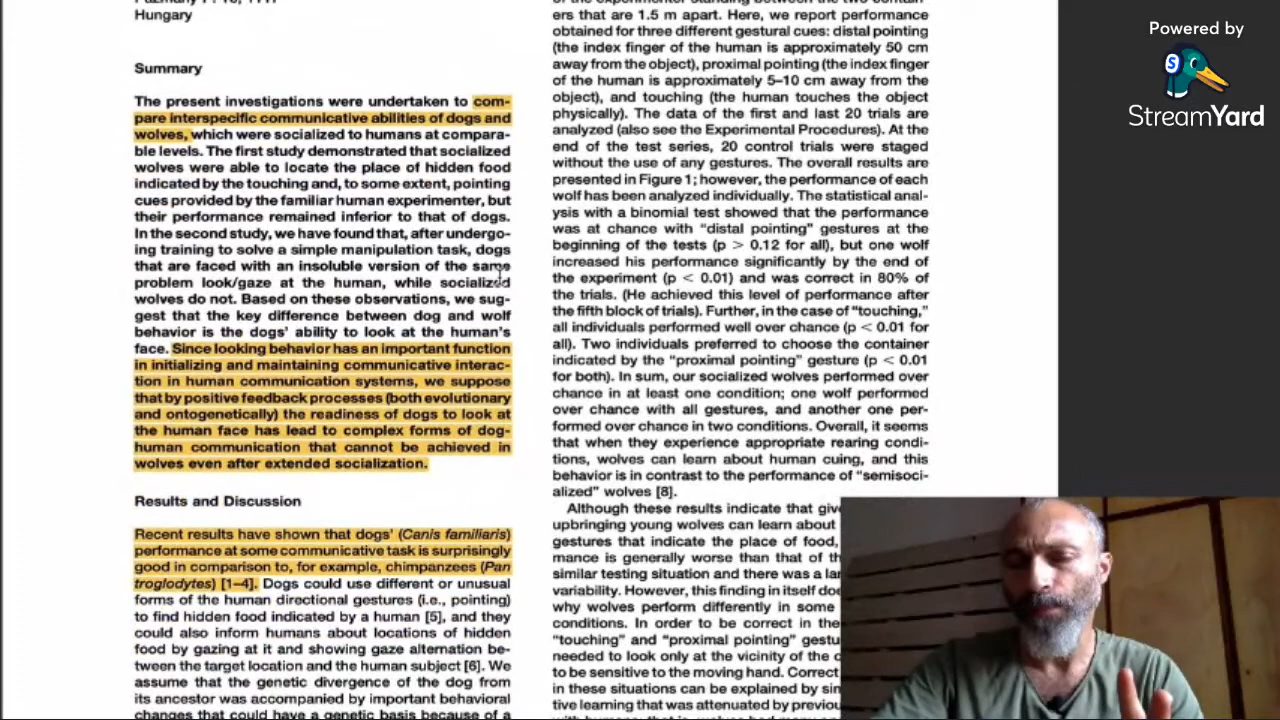 Hungary
Summary
The present investigations were undertaken to com-
pare interspecific communicative abilities of dogs and
wolves, which were socialized to humans at compara-
ble levels. The first study demonstrated that socialized
wolves were able to locate the place of hidden food
indicated by the touching and, to some extent, pointing
cues provided by the familiar human experimenter, but
their performance remained inferior to that of dogs.
In the second study, we have found that, after undergo-
ing training to solve a simple manipulation task, dogs
that are faced with an insoluble version of the same
problem look/gaze at the human, while socialized
wolves do not. Based on these observations, we sug-
gest that the key difference between dog and wolf
behavior is the dogs' ability to look at the human's
face. Since looking behavior has an important function
in initializing and maintaining communicative interac-
tion in human communication systems, we suppose
that by positive feedback processes (both evolutionary
and ontogenetically) the readiness of dogs to look at
the human face has lead to complex forms of dog-
human communication that cannot be achieved in
wolves even after extended socialization.
Results and Discussion
Recent results have shown that dogs' (Canis familiaris)
performance at some communicative task is surprisingly
good in comparison to, for example, chimpanzees (Pan
troglodytes) [1–4]. Dogs could use different or unusual
forms of the human directional gestures (i.e., pointing)
to find hidden food indicated by a human [5], and they
could also inform humans about locations of hidden
food by gazing at it and showing gaze alternation be-
tween the target location and the human subject [6]. We
assume that the genetic divergence of the dog from
its ancestor was accompanied by important behavioral
changes that could have a genetic basis because of a
ers that are 1.5 m apart. Here, we report performance
obtained for three different gestural cues: distal pointing
(the index finger of the human is approximately 50 cm
away from the object), proximal pointing (the index finger
of the human is approximately 5–10 cm away from the
object), and touching (the human touches the object
physically). The data of the first and last 20 trials are
analyzed (also see the Experimental Procedures). At the
end of the test series, 20 control trials were staged
without the use of any gestures. The overall results are
presented in Figure 1; however, the performance of each
wolf has been analyzed individually. The statistical anal-
ysis with a binomial test showed that the performance
was at chance with "distal pointing" gestures at the
beginning of the tests (p > 0.12 for all), but one wolf
increased his performance significantly by the end of
the experiment (p < 0.01) and was correct in 80% of
the trials. (He achieved this level of performance after
the fifth block of trials). Further, in the case of "touching,"
all individuals performed well over chance (p < 0.01 for
all). Two individuals preferred to choose the container
indicated by the "proximal pointing" gesture (p < 0.01
for both). In sum, our socialized wolves performed over
chance in at least one condition; one wolf performed
over chance with all gestures, and another one per-
formed over chance in two conditions. Overall, it seems
that when they experience appropriate rearing condi-
tions, wolves can learn about human cuing, and this
behavior is in contrast to the performance of "semisoci-
alized" wolves [8].
Although these results indicate that give
upbringing young wolves can learn about
gestures that indicate the place of food,
mance is generally worse than that of th
similar testing situation and there was a lar
variability. However, this finding in itself doe
why wolves perform differently in some
conditions. In order to be correct in the
"touching" and "proximal pointing" gestu
needed to look only at the vicinity of the c
to be sensitive to the moving hand. Correct
in these situations can be explained by sim
tive learning that was attenuated by previou
Powered by
S
StreamYard